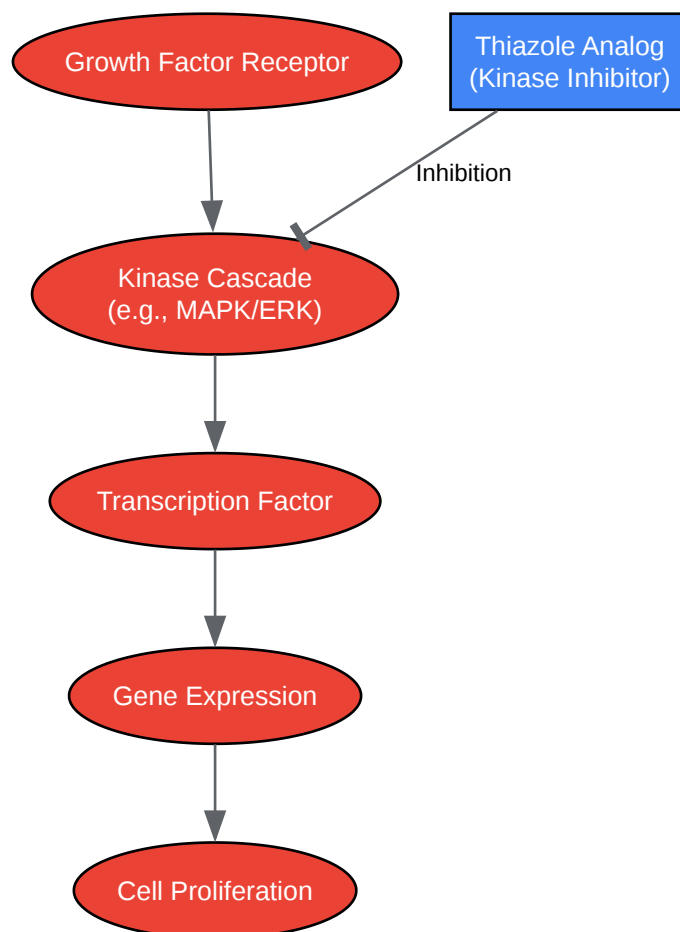 Growth Factor Receptor
Thiazole Analog
(Kinase Inhibitor)
Inhibition
Kinase Cascade
(e.g., MAPK/ERK)
Transcription Factor
Gene Expression
Cell Proliferation